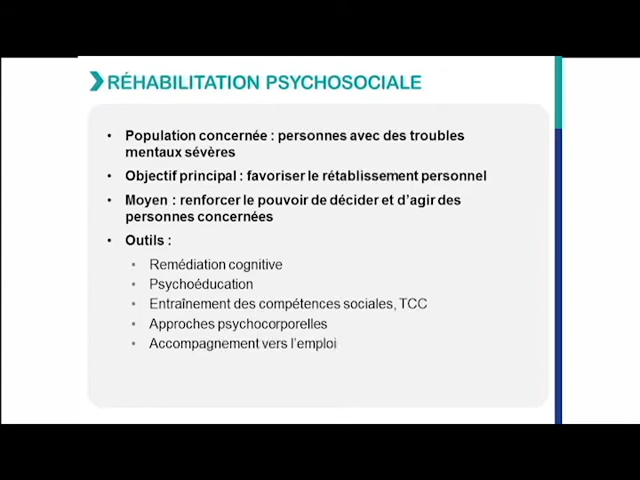 RÉHABILITATION PSYCHOSOCIALE
• Population concernée : personnes avec des troubles
mentaux sévères
• Objectif principal : favoriser le rétablissement personnel
• Moyen : renforcer le pouvoir de décider et d’agir des
personnes concernées
• Outils :
• Remédiation cognitive
• Psychoéducation
• Entraînement des compétences sociales, TCC
• Approches psychocorporelles
• Accompagnement vers l’emploi